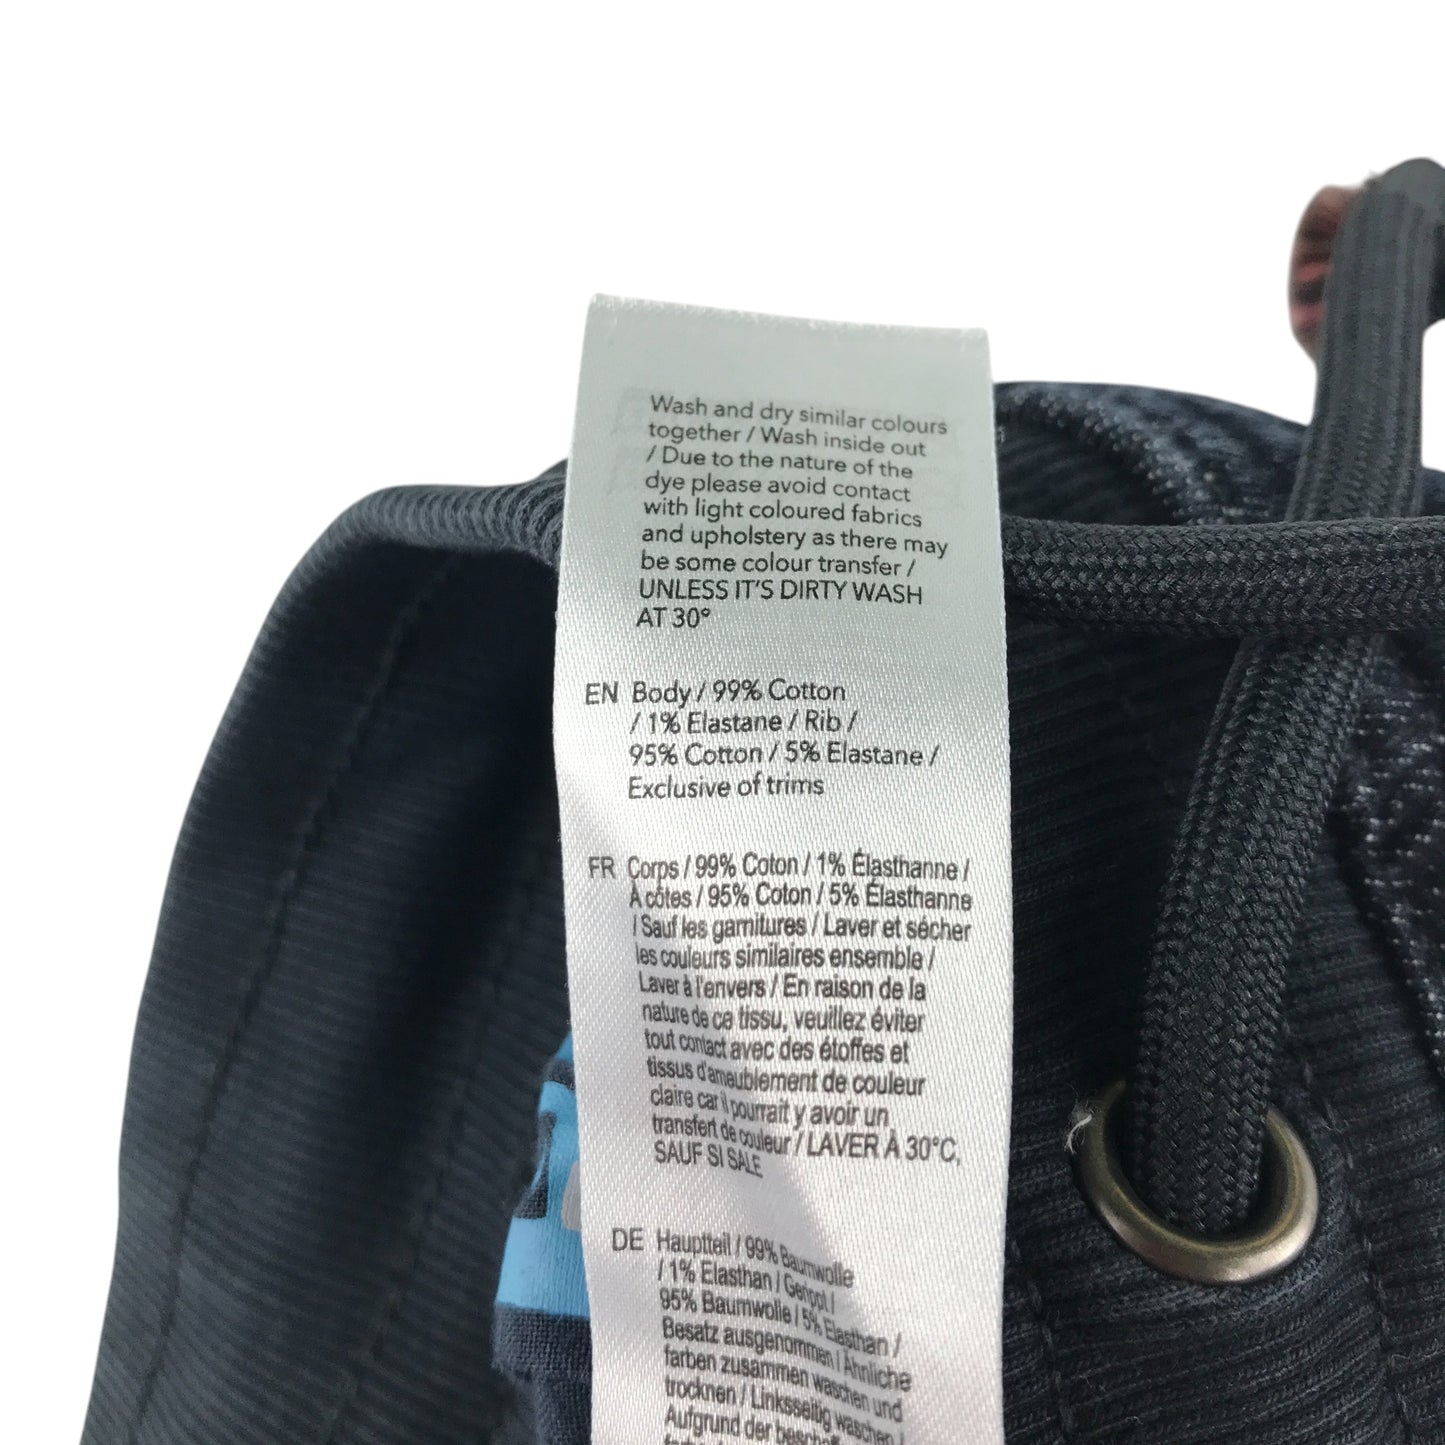 Wash and dry similar colours
together / Wash inside out
/ Due to the nature of the
dye please avoid contact
with light coloured fabrics
and upholstery as there may
be some colour transfer /
UNLESS IT'S DIRTY WASH
AT 30°
EN Body / 99% Cotton
/ 1% Elastane / Rib /
95% Cotton / 5% Elastane /
Exclusive of trims
FR Corps / 99% Coton / 1% Élasthanne /
À côtes / 95% Coton / 5% Élasthanne
/ Sauf les garnitures / Laver et sécher
les couleurs similaires ensemble /
Laver à l'envers / En raison de la
nature de ce tissu, veuillez éviter
tout contact avec des étoffes et
tissus d'ameublement de couleur
claire car il pourrait y avoir un
transfert de couleur / LAVER À 30°C,
SAUF SI SALE
DE Hauptteil / 99% Baumwolle
/ 1% Elasthan / Gerippt /
95% Baumwolle / 5% Elasthan /
Besatz ausgenommen / Ähnliche
farben zusammen waschen und
trocknen / Linksseitig waschen /
Aufgrund der